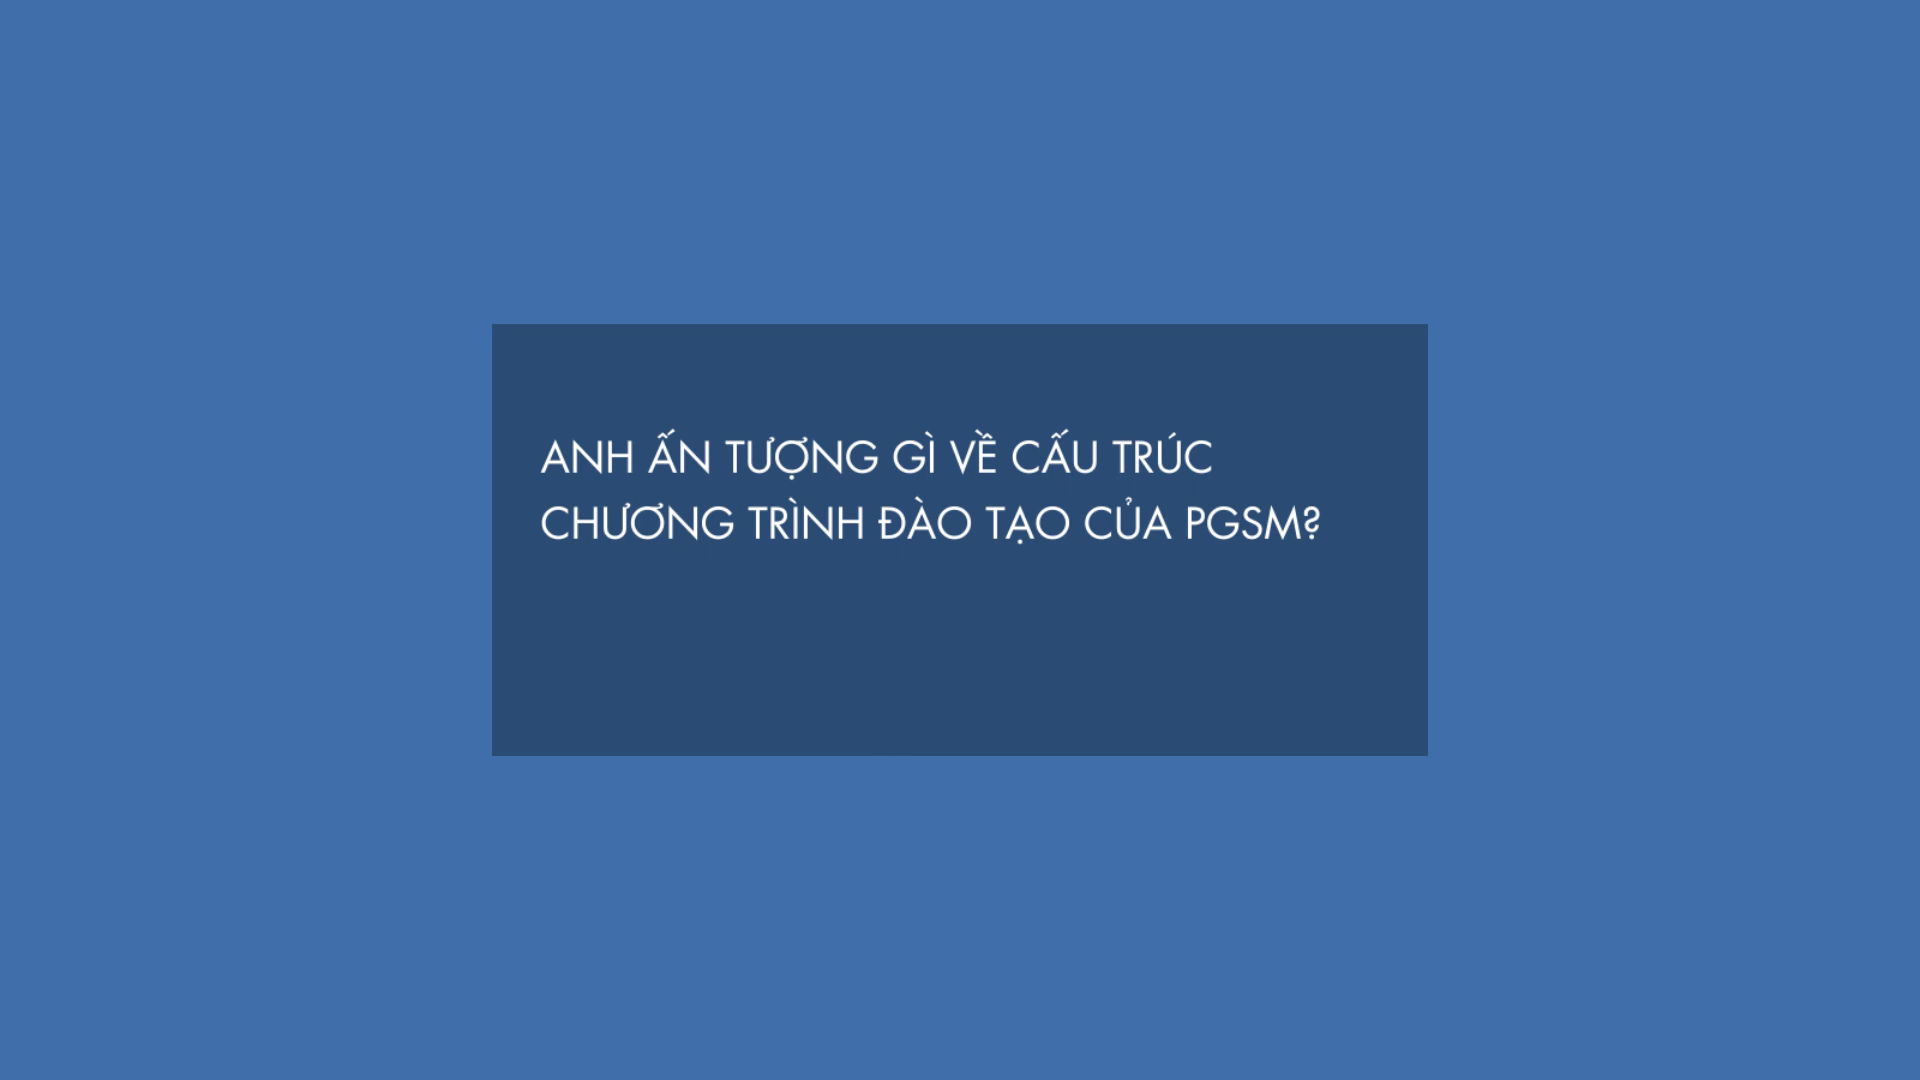 ANH ẤN TƯỢNG GÌ VỀ CẤU TRÚC
CHƯƠNG TRÌNH ĐÀO TẠO CỦA PGSM?